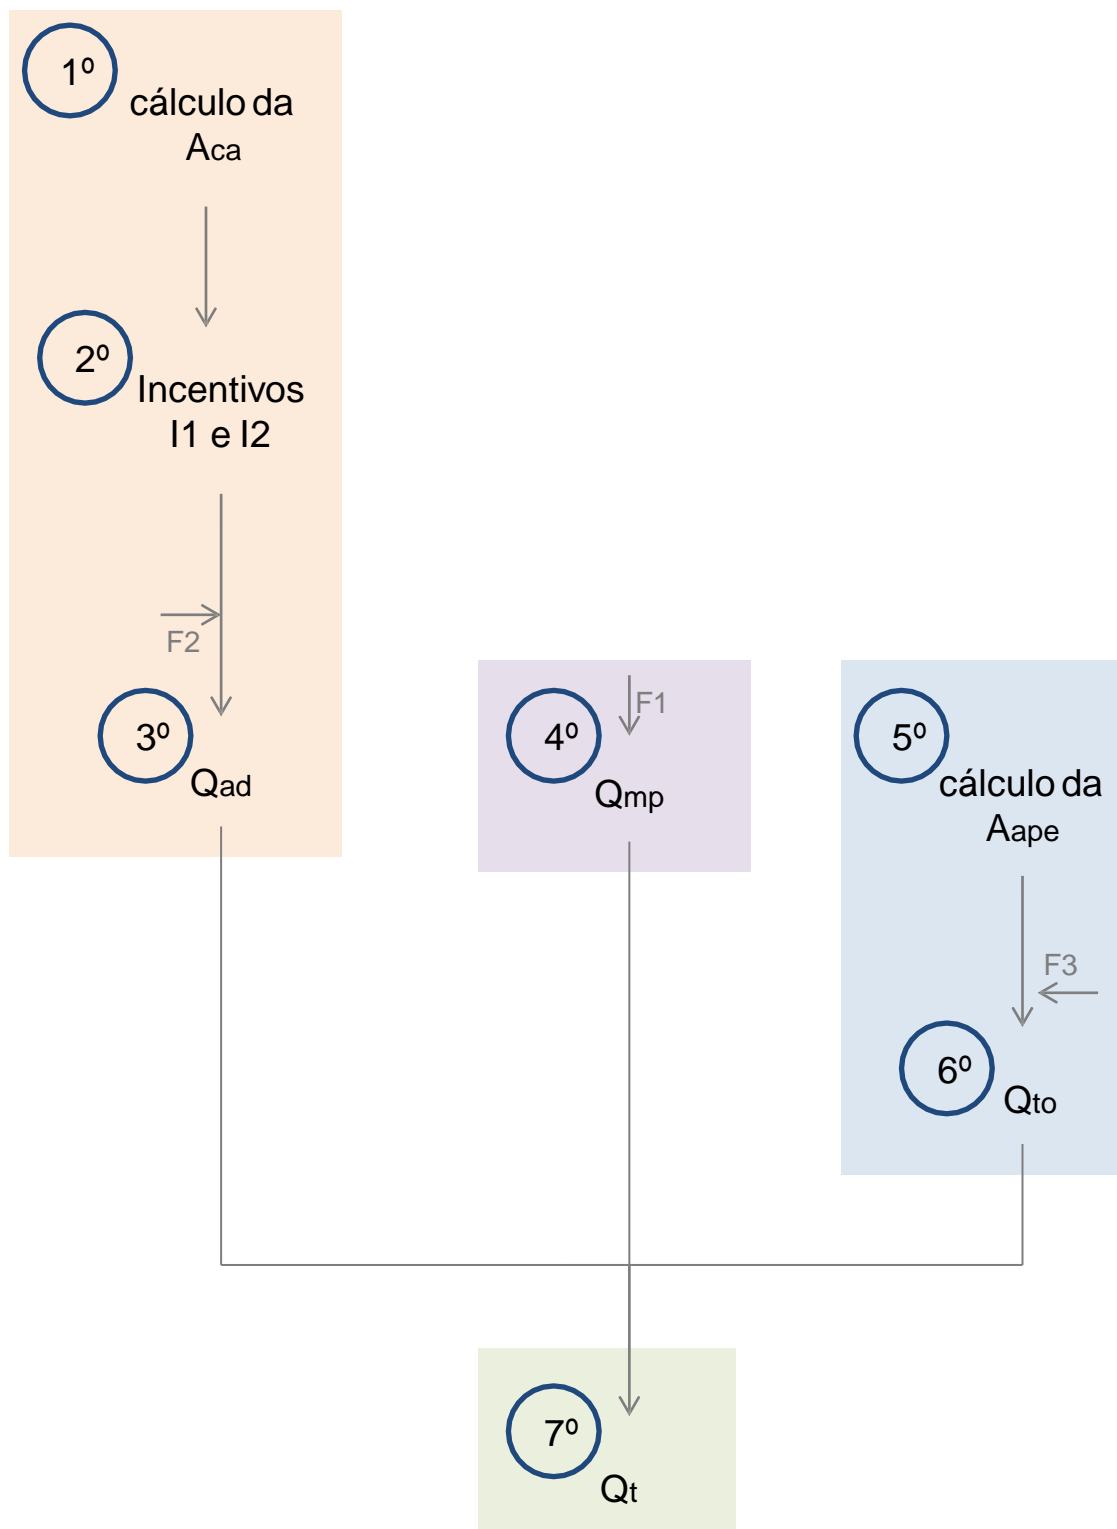 1º
cálculo da
Aca
2º
Incentivos
I1 e I2
F2
3º
Qad
F1
4º
Qmp
5º
cálculo da
Aape
F3
6º
Qto
7º
Qt